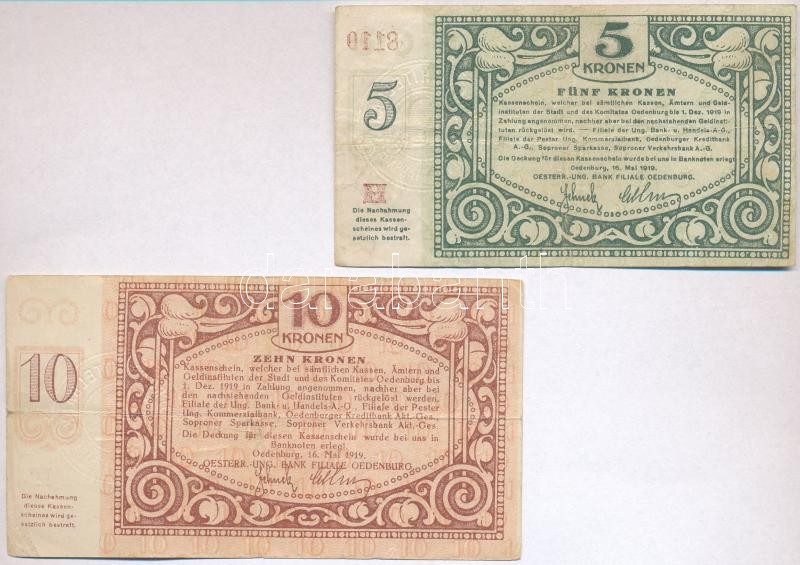 5
KRONEN
FÜNF KRONEN
Kassenschein, welcher bei sämtlichen Kassen, Ämtern und Geld-
instituten der Stadt und des Komitates Oedenburg bis 1. Dez. 1919 in
Zahlung angenommen, nachher aber bei den nachstehenden Geldinsti-
tuten rückgelöst wird. — Filiale der Ung. Bank- u. Handels-A.-G.,
Filiale der Pester Ung. Kommerzialbank, Oedenburger Kreditbank
A.-G., Soproner Sparkasse, Soproner Verkehrsbank A.-G.
Die Deckung für diesen Kassenschein wurde bei uns in Banknoten erlegt
Oedenburg, 16. Mai 1919.
OESTERR.-UNG. BANK FILIALE OEDENBURG.
5
Die Nachahmung
dieses Kassen-
scheines wird ge-
setzlich bestraft.
darabanth
10
KRONEN
ZEHN KRONEN
Kassenschein, welcher bei sämtlichen Kassen, Ämtern und
Geldinstituten der Stadt und des Komitates Oedenburg bis
1. Dez. 1919 in Zahlung angenommen, nachher aber bei
den nachstehenden Geldinstituten rückgelöst werden.
Filiale der Ung. Bank- u. Handels-A.-G., Filiale der Pester
Ung. Kommerzialbank, Oedenburger Kreditbank Akt.-Ges.
Soproner Sparkasse, Soproner Verkehrsbank Akt.-Ges.
Die Deckung für diesen Kassenschein wurde bei uns in
Banknoten erlegt.
Oedenburg, 16. Mai 1919.
OESTERR.-UNG. BANK FILIALE OEDENBURG.
10
Die Nachahmung
dieses Kassen-
scheines wird ge-
setzlich bestraft.